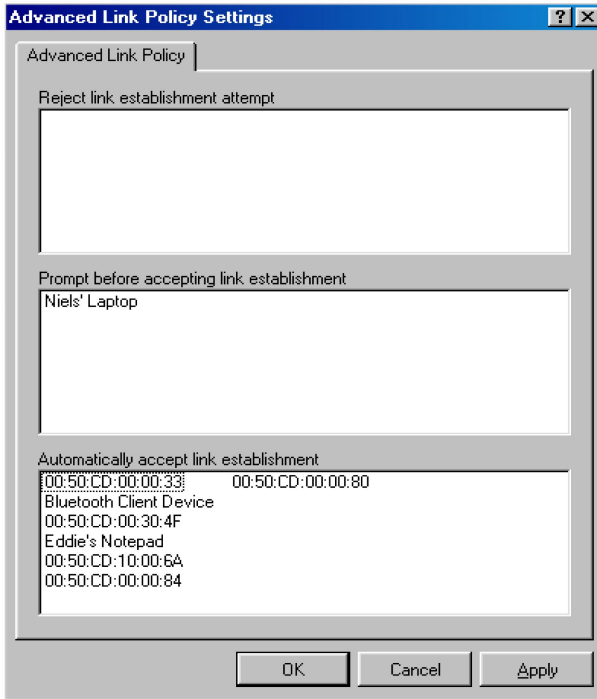 Advanced Link Policy Settings
Advanced Link Policy
Reject link establishment attempt
Prompt before accepting link establishment
Niels' Laptop
Automatically accept link establishment
00:50:CD:00:00:33 00:50:CD:00:00:80
Bluetooth Client Device
00:50:CD:00:30:4F
Eddie's Notepad
00:50:CD:10:00:6A
00:50:CD:00:00:84
OK Cancel Apply